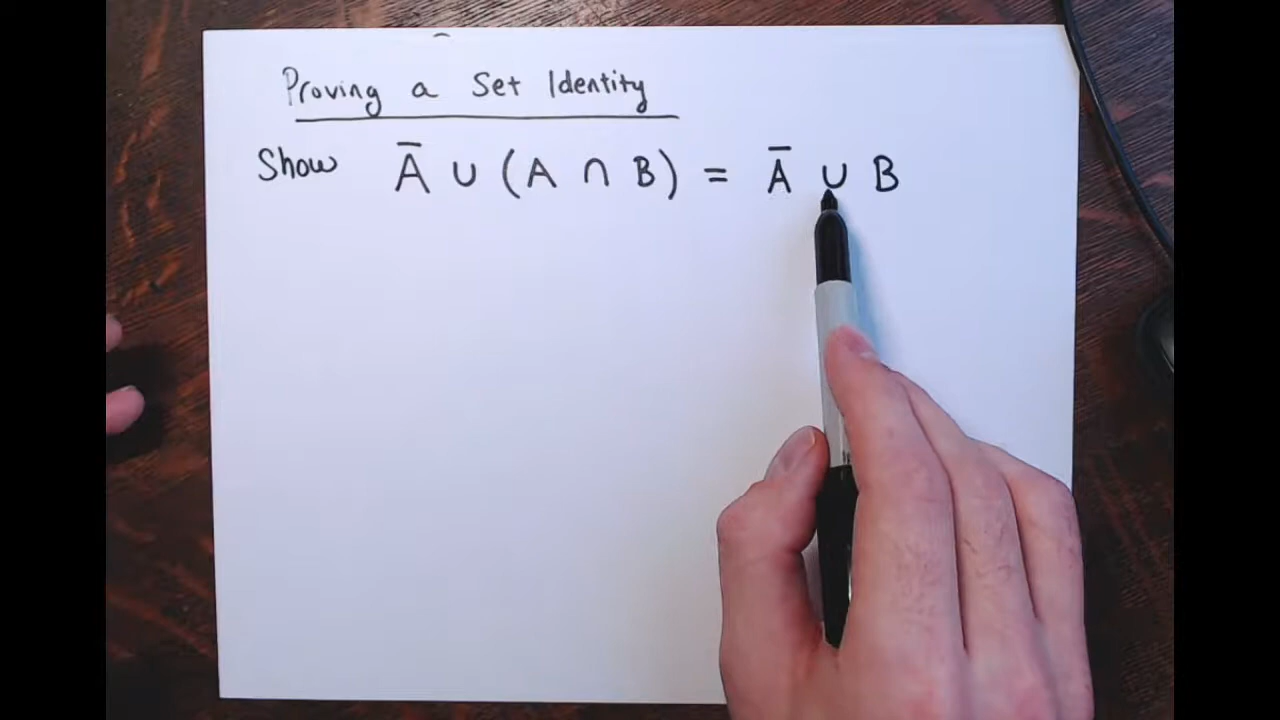 Proving a Set Identity
Show A̅ ∪ (A ∩ B) = A̅ ∪ B